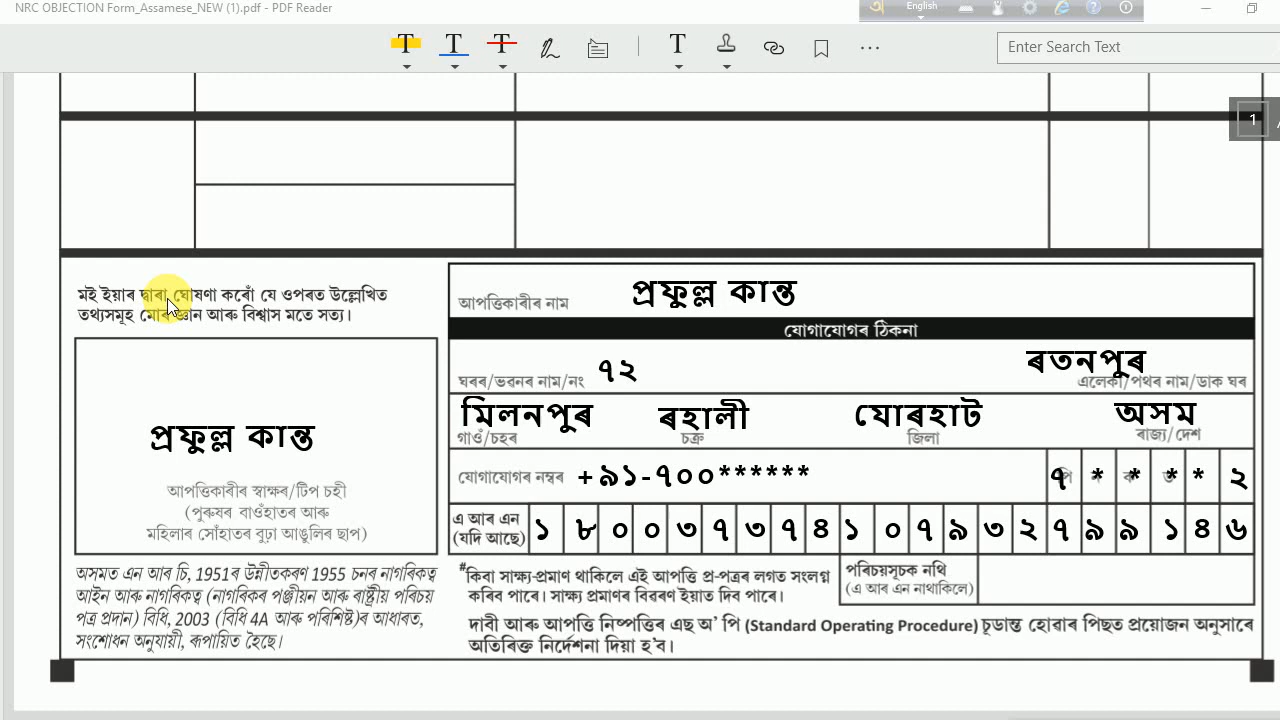 NRC OBJECTION Form_Assamese_NEW (1).pdf - PDF Reader
English
Enter Search Text
1
মই ইয়াৰ দ্বাৰা ঘোষণা কৰোঁ যে ওপৰত উল্লেখিত
তথ্যসমূহ মোৰ জ্ঞান আৰু বিশ্বাস মতে সত্য।
আপত্তিকাৰীৰ নাম প্ৰফুল্ল কান্ত
যোগাযোগৰ ঠিকনা
ঘৰৰ/ভৱনৰ নাম/নং ৭২
ৰতনপুৰ
এলেকা/পথৰ নাম/ডাক ঘৰ
মিলনপুৰ ৰহালী যোৰহাট অসম
গাওঁ/চহৰ চক্ৰ জিলা ৰাজ্য/দেশ
প্ৰফুল্ল কান্ত
আপত্তিকাৰীৰ স্বাক্ষৰ/টিপ চহী
(পুৰুষৰ বাওঁহাতৰ আৰু
মহিলাৰ সোঁহাতৰ বুঢ়া আঙুলিৰ ছাপ)
যোগাযোগৰ নম্বৰ +৯১-৭০০****** ৭ * * * * ২
এ আৰ এন
(যদি আছে) ১ ৮ ০ ০ ৩ ৭ ৩ ৭ ৪ ১ ০ ৭ ৯ ৩ ২ ৭ ৯ ৯ ১ ৪ ৬
অসমত এন আৰ চি, 1951ৰ উন্নীতকৰণ 1955 চনৰ নাগৰিকত্ব
আইন আৰু নাগৰিকত্ব (নাগৰিকৰ পঞ্জীয়ন আৰু ৰাষ্ট্ৰীয় পৰিচয়
পত্ৰ প্ৰদান) বিধি, 2003 (বিধি 4A আৰু পৰিশিষ্ট)ৰ আধাৰত,
সংশোধন অনুযায়ী, ৰূপায়িত হৈছে।
#কিবা সাক্ষ্য-প্ৰমাণ থাকিলে এই আপত্তি প্ৰ-পত্ৰৰ লগত সংলগ্ন
কৰিব পাৰে। সাক্ষ্য প্ৰমাণৰ বিৱৰণ ইয়াত দিব পাৰে।
পৰিচয়সূচক নথি
(এ আৰ এন নাথাকিলে)
দাবী আৰু আপত্তি নিষ্পত্তিৰ এছ অ' পি (Standard Operating Procedure) চূড়ান্ত হোৱাৰ পিছত প্ৰয়োজন অনুসাৰে
অতিৰিক্ত নিৰ্দেশনা দিয়া হ'ব।